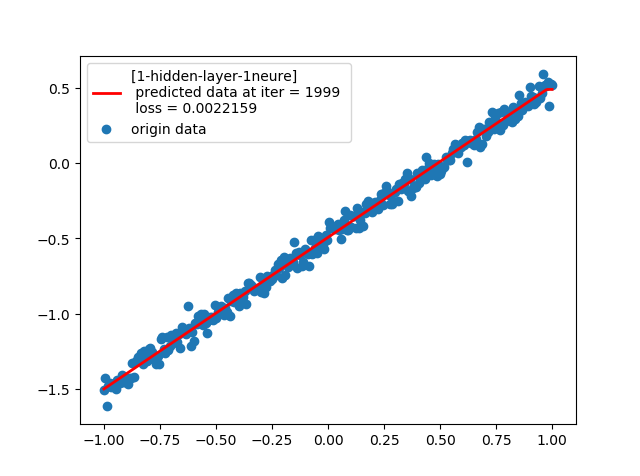 [1-hidden-layer-1neure]
predicted data at iter = 1999
loss = 0.0022159
origin data
0.5
0.0
−0.5
−1.0
−1.5
−1.00 −0.75 −0.50 −0.25 0.00 0.25 0.50 0.75 1.00